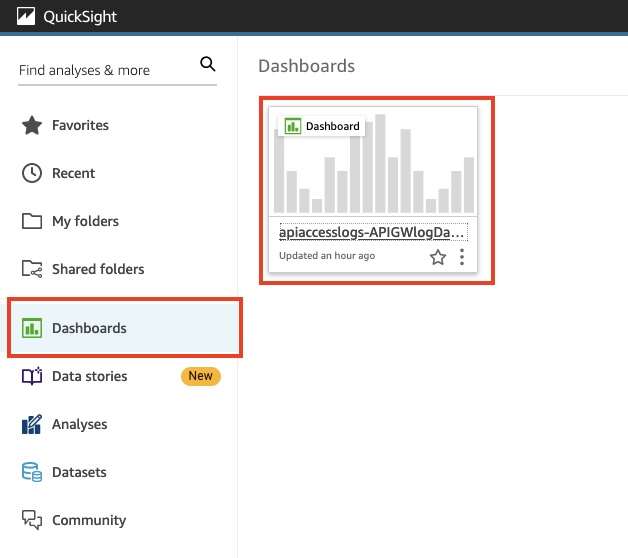 QuickSight
Find analyses & more
Favorites
Recent
My folders
Shared folders
Dashboards
Data stories New
Analyses
Datasets
Community
Dashboards
Dashboard
apiaccesslogs-APIGWlogDa...
Updated an hour ago